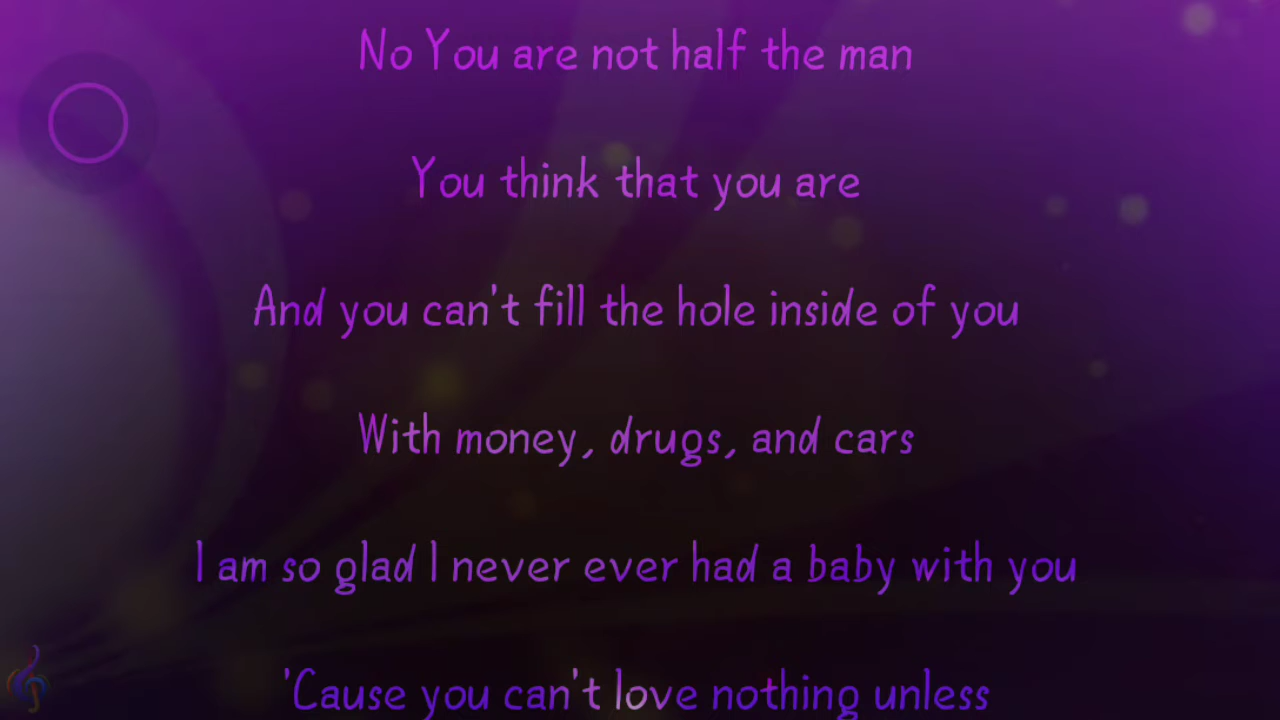 No You are not half the man
You think that you are
And you can't fill the hole inside of you
With money, drugs, and cars
I am so glad I never ever had a baby with you
'Cause you can't love nothing unless